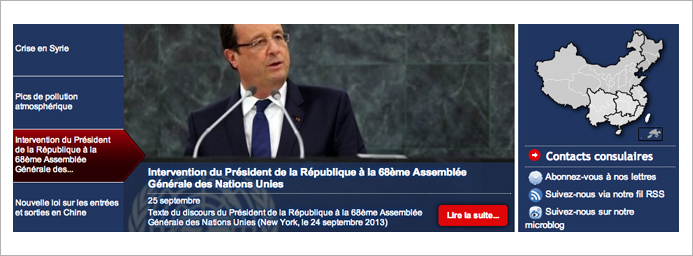 Crise en Syrie
Pics de pollution
atmosphérique
Intervention du Président
de la République à la
68ème Assemblée
Générale des...
Nouvelle loi sur les entrées
et sorties en Chine
Intervention du Président de la République à la 68ème Assemblée
Générale des Nations Unies
25 septembre
Texte du discours du Président de la République à la 68ème Assemblée
Générale des Nations Unies (New York, le 24 septembre 2013)
Lire la suite...
Contacts consulaires
Abonnez-vous à nos lettres
Suivez-nous via notre fil RSS
Suivez-nous sur notre
microblog